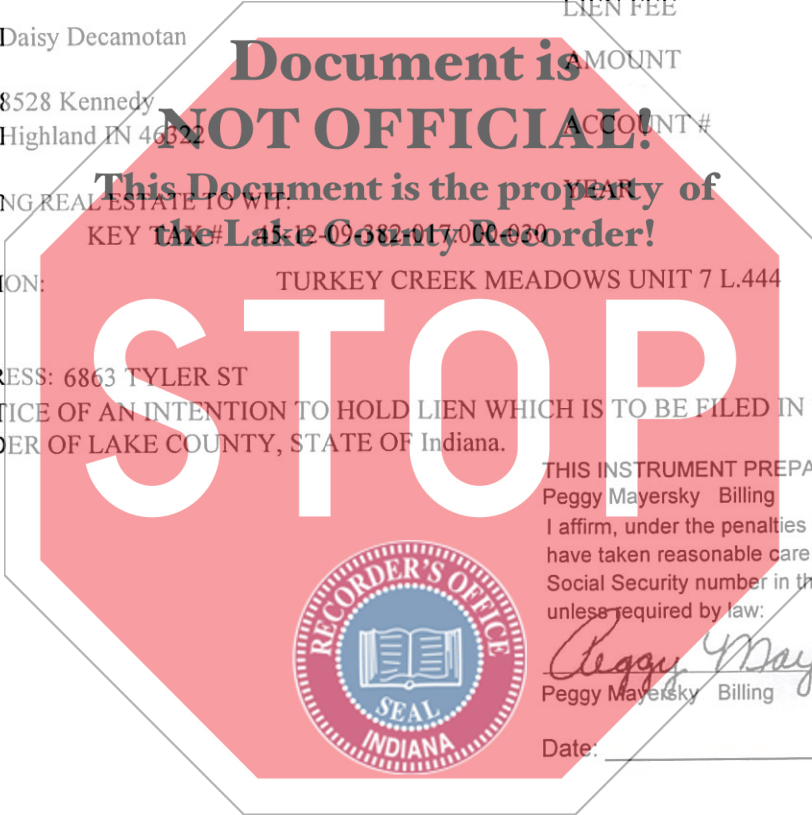 LIEN FEE
Daisy Decamotan
Document is
AMOUNT
8528 Kennedy
NOT OFFICIAL!
ACCOUNT #
Highland IN 46322
This Document is the property of
YEAR
NG REAL ESTATE TO WIT:
the Lake County Recorder!
KEY TAX # 45-12-09-382-017.000-030
ION: TURKEY CREEK MEADOWS UNIT 7 L.444
STOP
RESS: 6863 TYLER ST
TICE OF AN INTENTION TO HOLD LIEN WHICH IS TO BE FILED IN
DER OF LAKE COUNTY, STATE OF Indiana.
THIS INSTRUMENT PREPA
Peggy Mayersky Billing
I affirm, under the penalties
have taken reasonable care
Social Security number in th
unless required by law:
RECORDER'S OFFICE
SEAL
INDIANA
Peggy May
Peggy Mayersky Billing
Date: